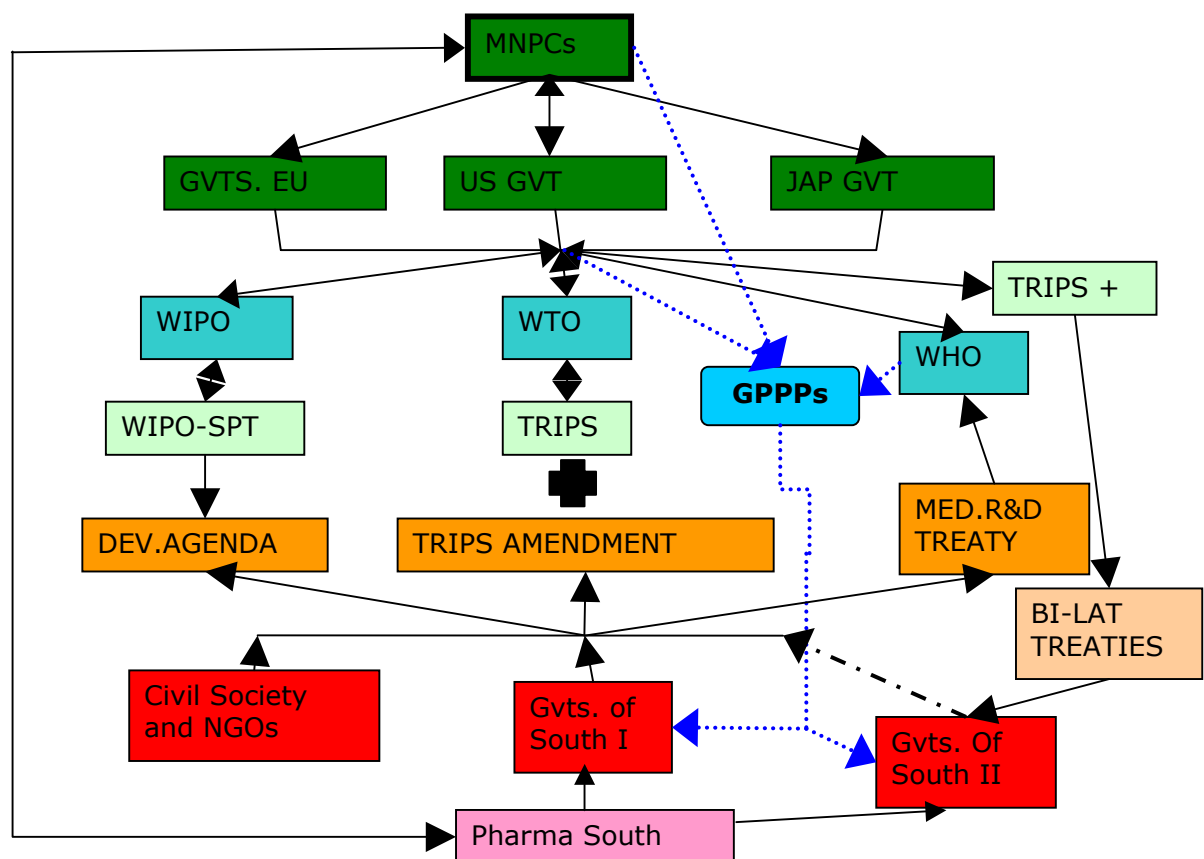 MNPCs
GVTS. EU
US GVT
JAP GVT
TRIPS +
WIPO
WTO
WHO
GPPPs
WIPO-SPT
TRIPS
MED.R&D
TREATY
DEV.AGENDA
TRIPS AMENDMENT
BI-LAT
TREATIES
Civil Society
and NGOs
Gvts. of
South I
Gvts. Of
South II
Pharma South